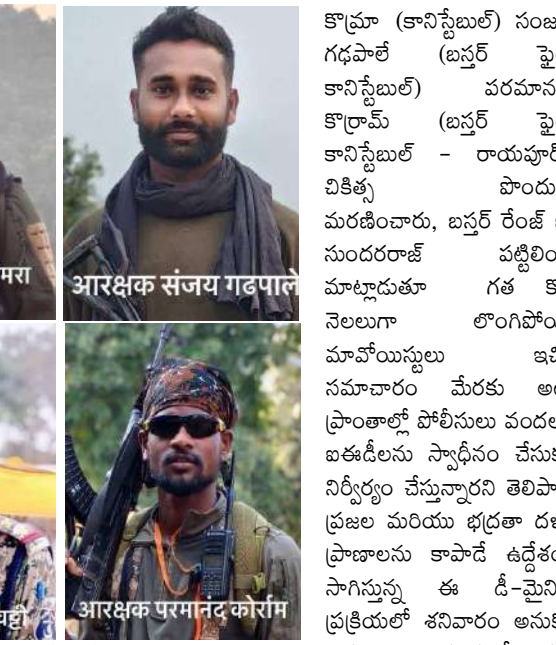 మరా
आरक्षक संजय गढपाले
आरक्षक परमानंद कोर्राम
కొమ్రా (కానిస్టేబుల్) సంజ
గఢపాలే (బస్తర్ ఫై
కానిస్టేబుల్) వరమాన
కొర్రామ్ (బస్తర్ ఫై
కానిస్టేబుల్ - రాయపూర్
చికిత్స పొందు
మరణించారు, బస్తర్ రేంజ్
సుందరరాజ్ పట్టిలిం
మాట్లాడుతూ గత కొ
నెలలుగా లొంగిపోయ
మావోయిస్టులు ఇచి
సమాచారం మేరకు అ
ప్రాంతాల్లో పోలీసులు వందల
ఐఈడీలను స్వాధీనం చేసుక
నిర్వీర్యం చేస్తున్నారని తెలిపా
ప్రజల మరియు భద్రతా దళ
ప్రాణాలను కాపాడే ఉద్దేశం
సాగిస్తున్న ఈ డీ-మైని
ప్రక్రియలో శనివారం అనుక